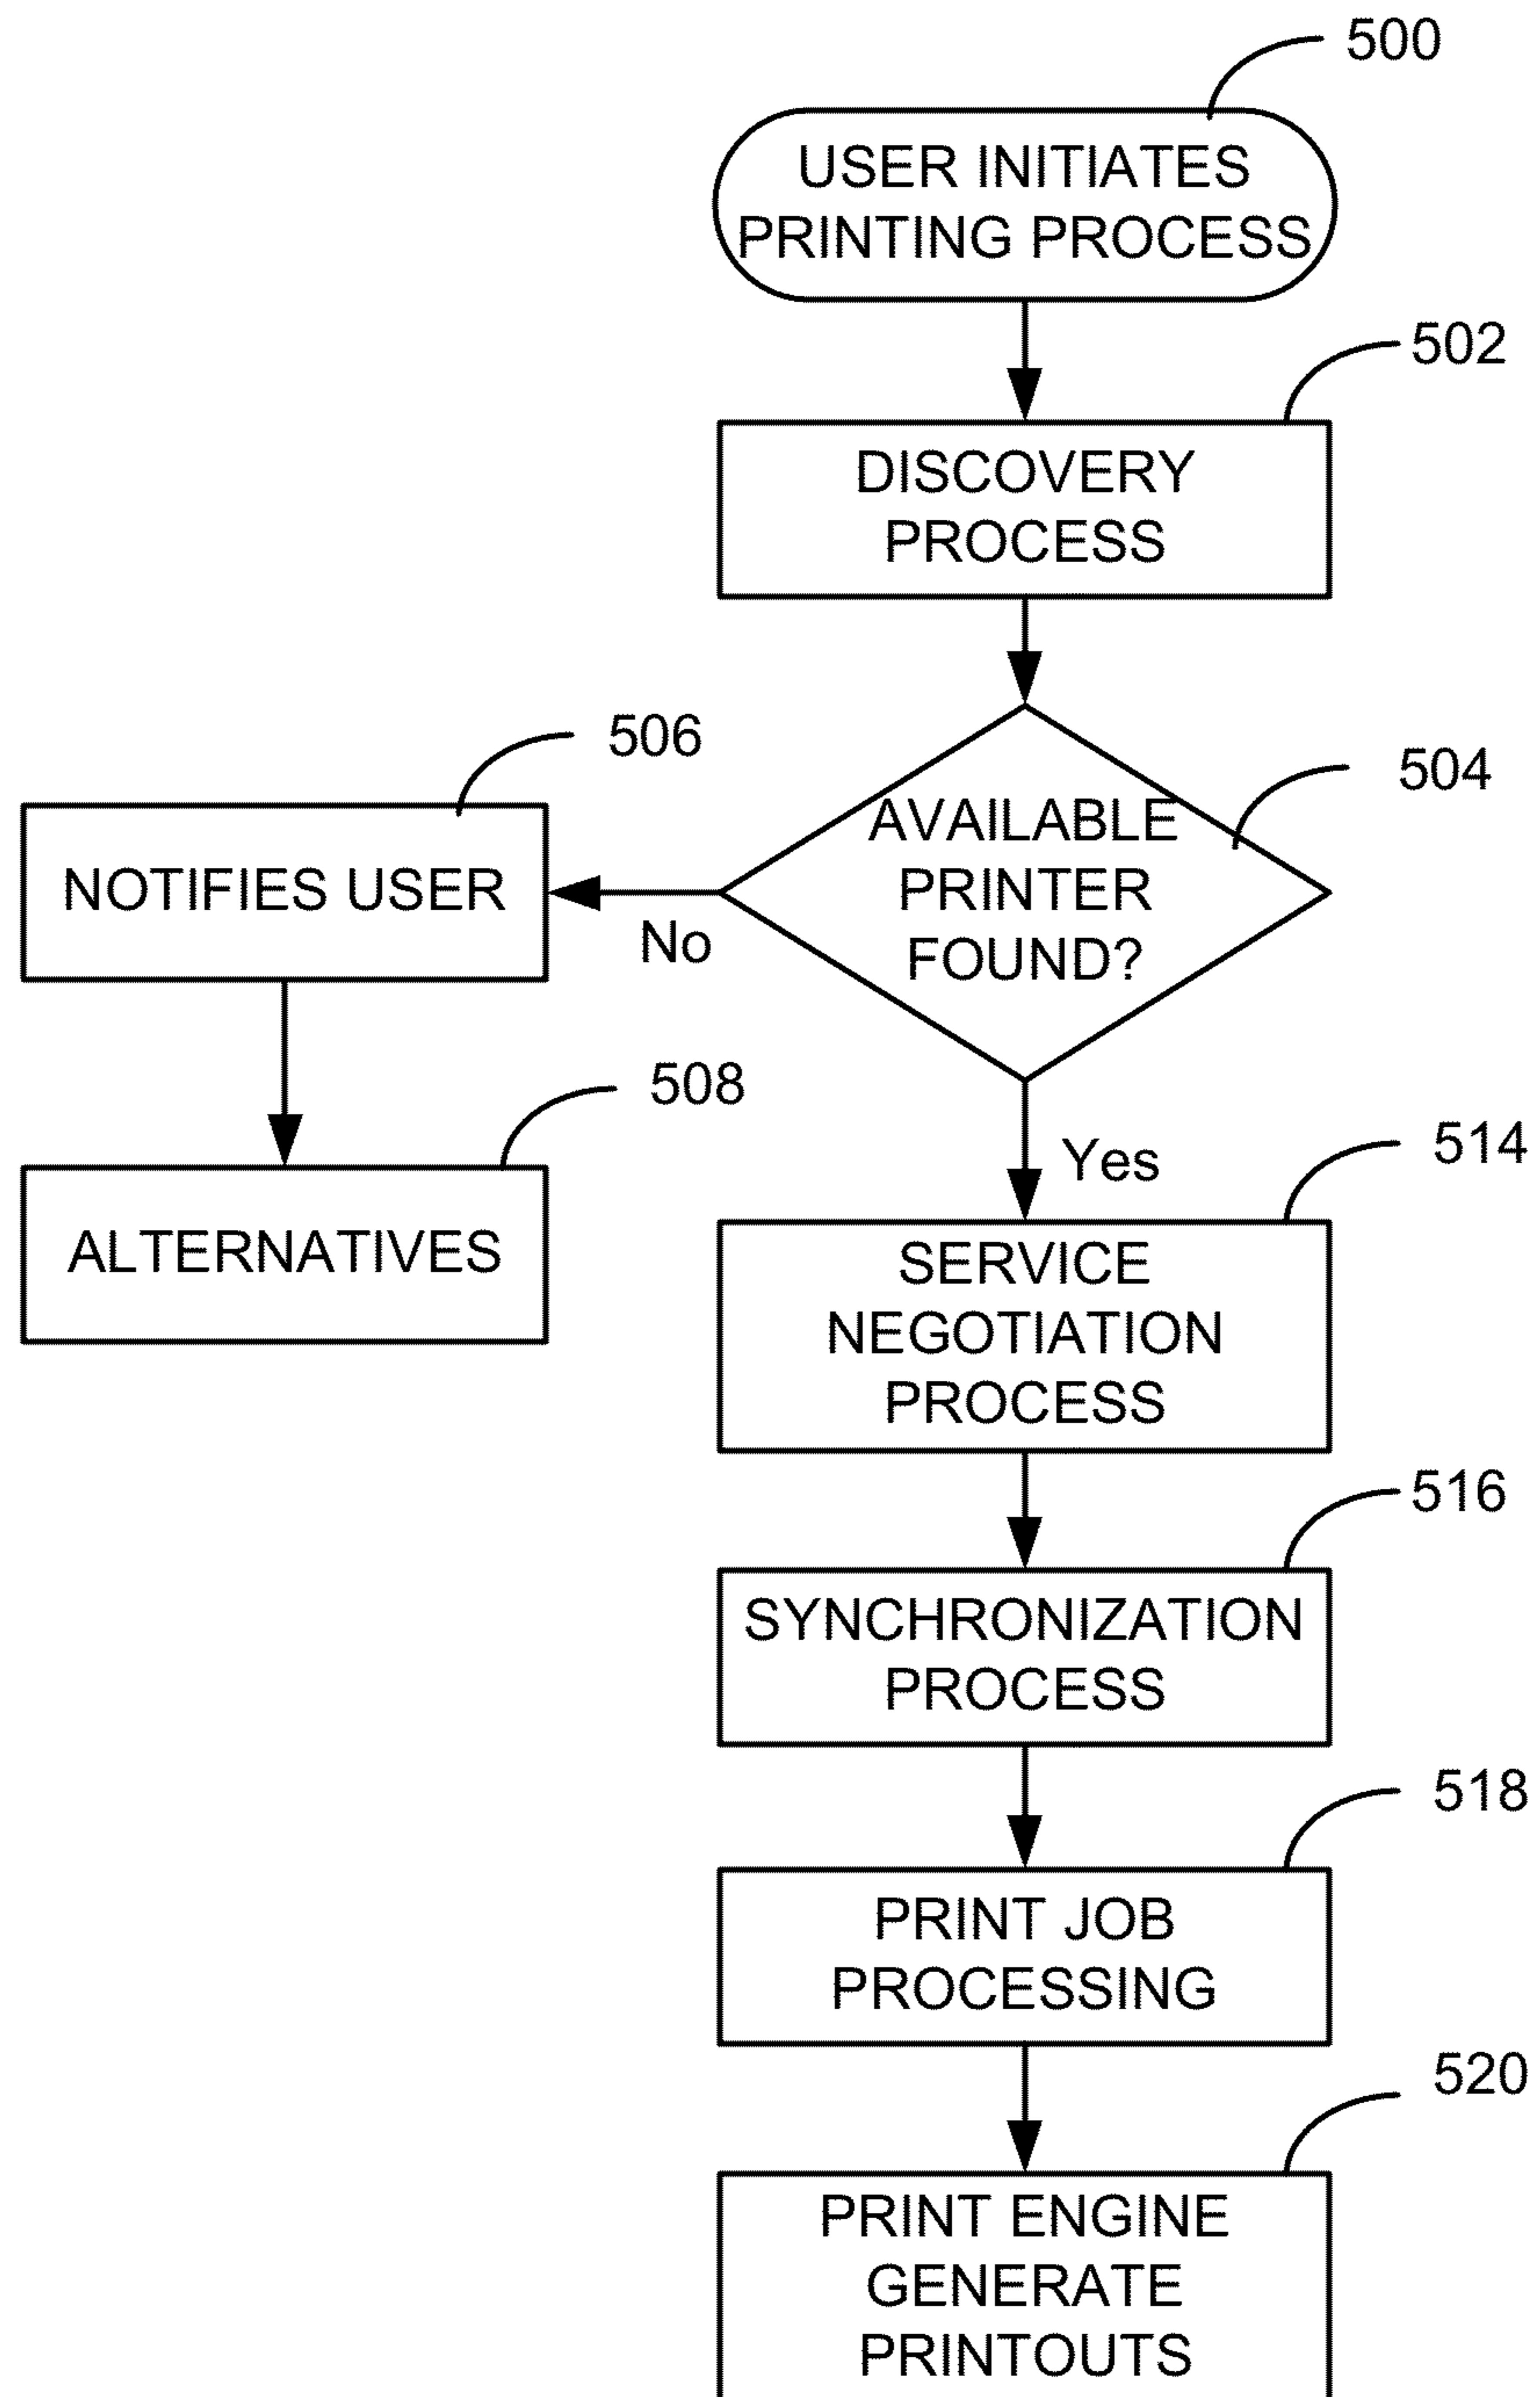 500
USER INITIATES
PRINTING PROCESS
502
DISCOVERY
PROCESS
504
AVAILABLE
PRINTER
FOUND?
506
NOTIFIES USER
No
508
ALTERNATIVES
Yes
514
SERVICE
NEGOTIATION
PROCESS
516
SYNCHRONIZATION
PROCESS
518
PRINT JOB
PROCESSING
520
PRINT ENGINE
GENERATE
PRINTOUTS